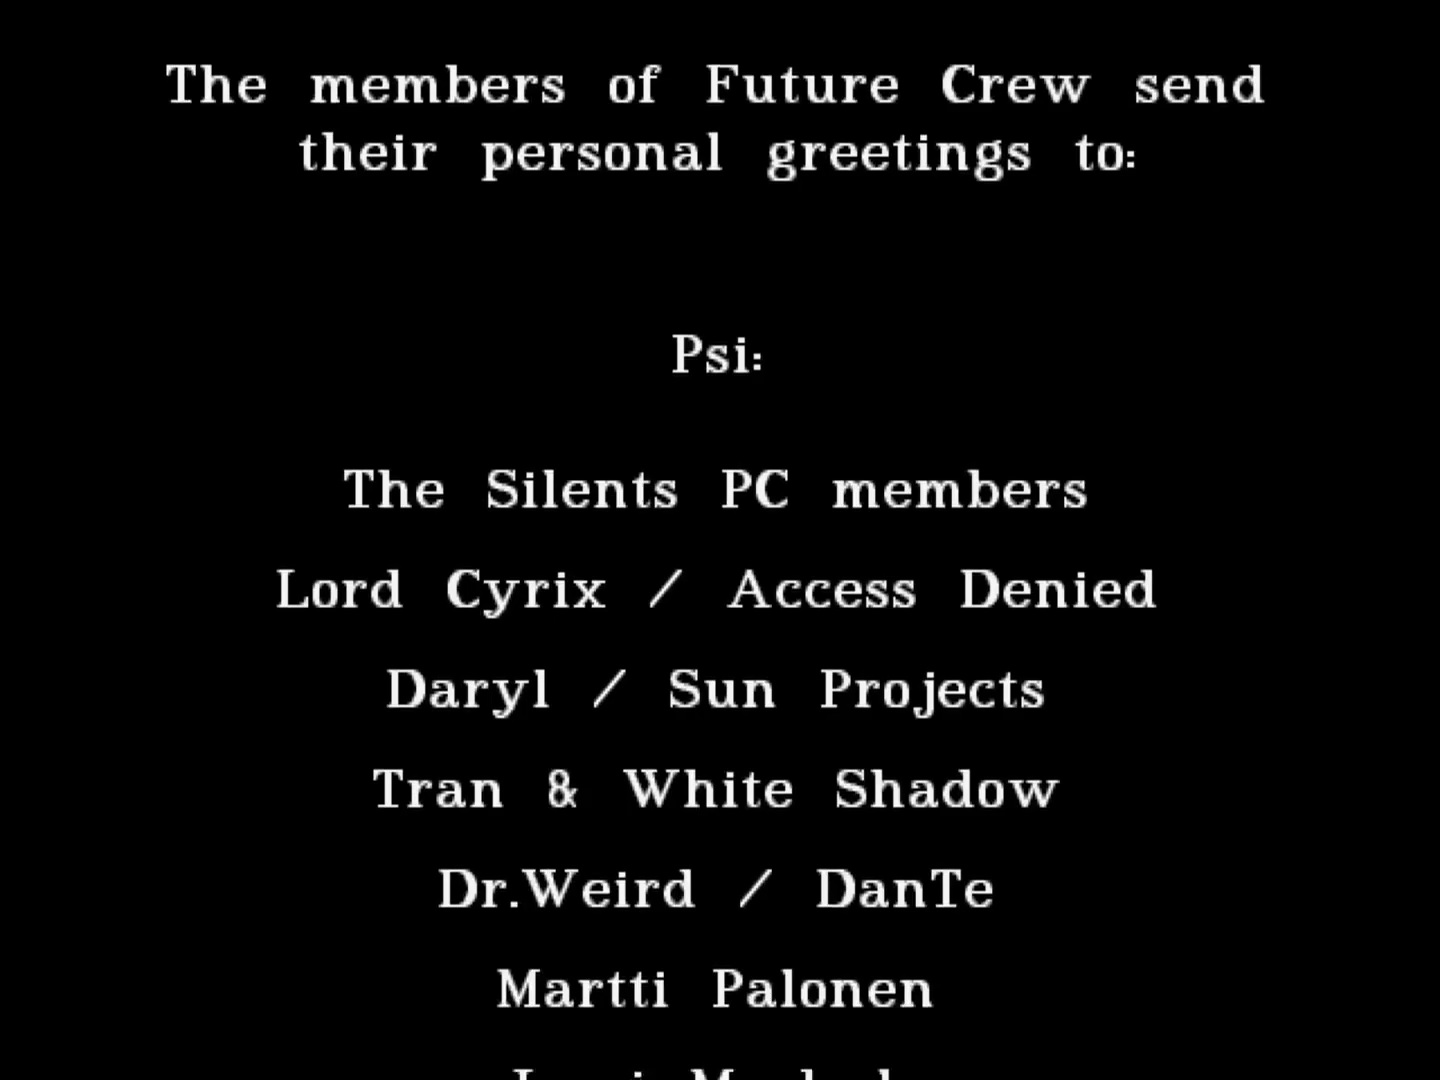 The members of Future Crew send
their personal greetings to:
Psi:
The Silents PC members
Lord Cyrix / Access Denied
Daryl / Sun Projects
Tran & White Shadow
Dr.Weird / DanTe
Martti Palonen